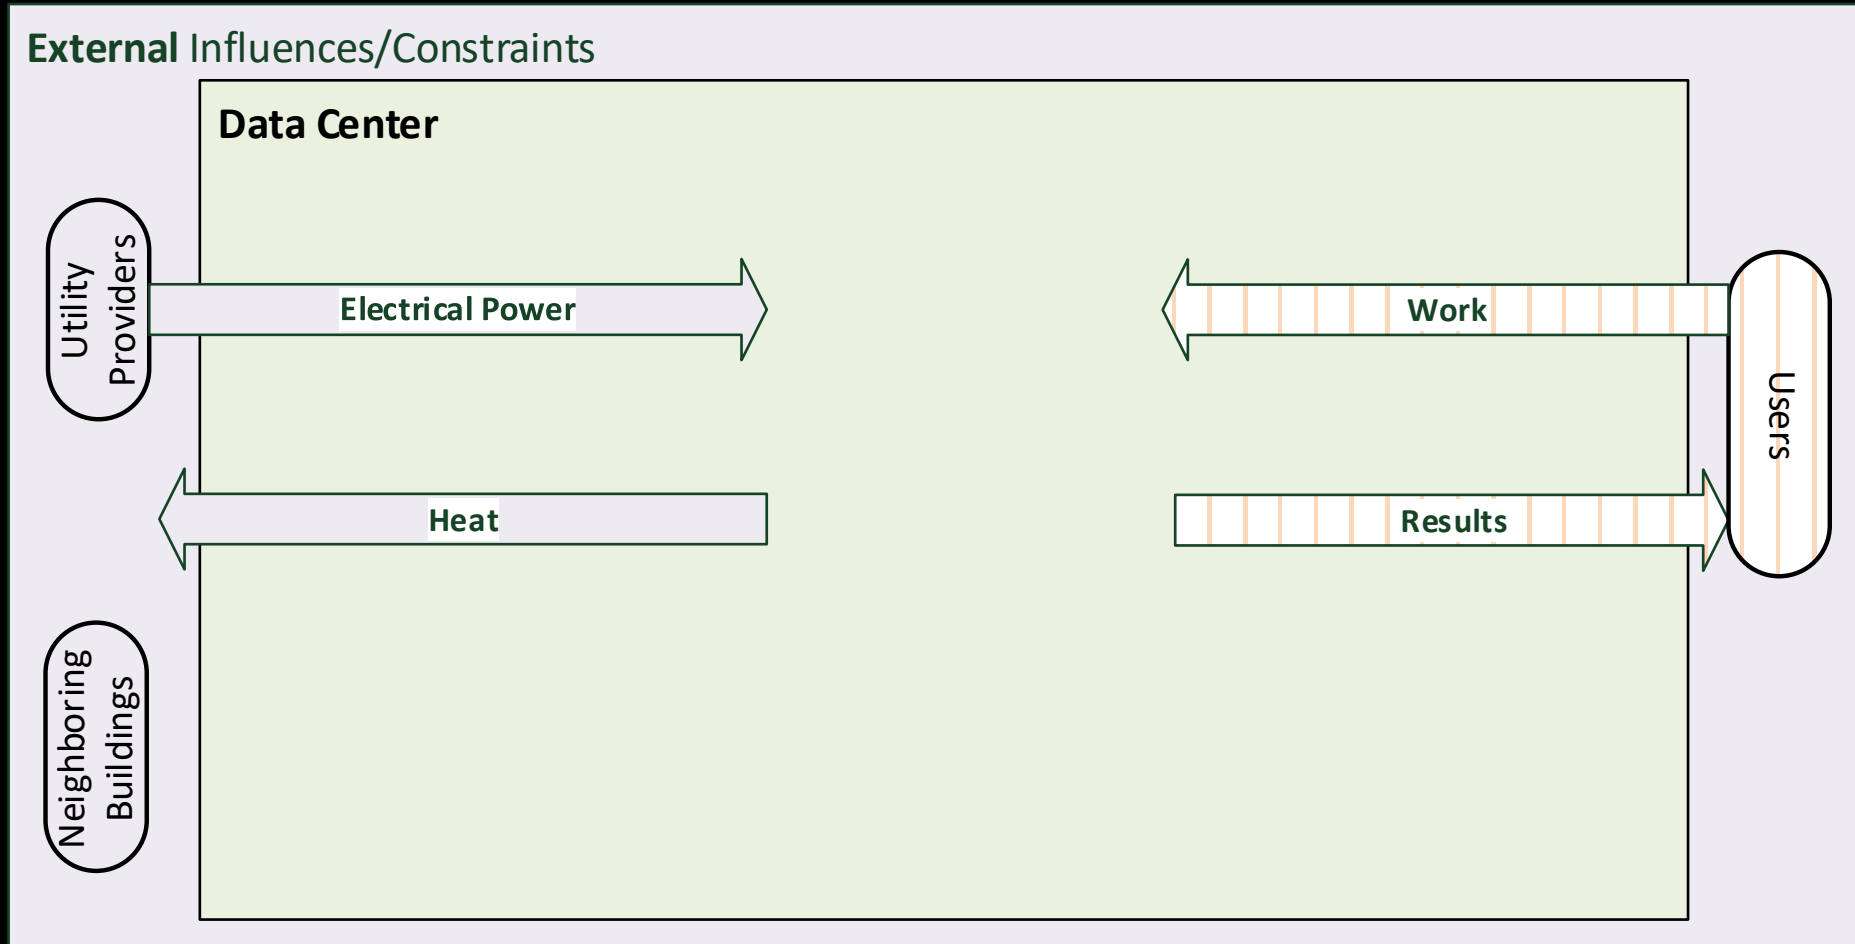 External Influences/Constraints
Data Center
Utility
Providers
Electrical Power
Work
Users
Heat
Results
Neighboring
Buildings